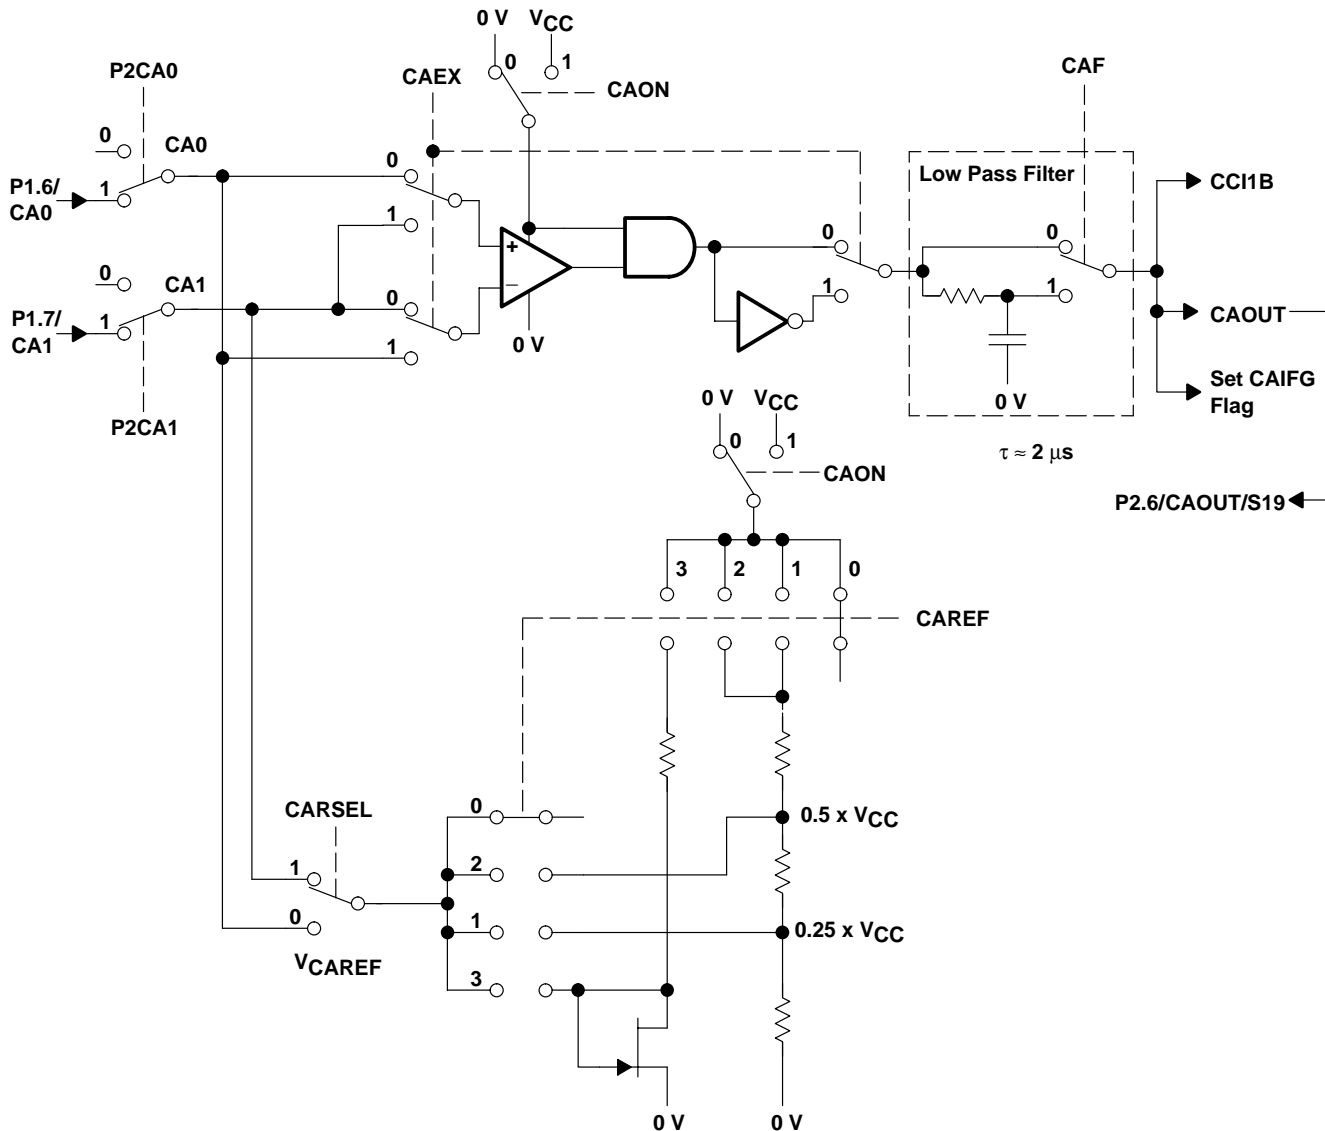 0 V VCC
0 1
P2CA0
CAEX
CAON
CAF
0
CA0
1
P1.6/
CA0
0
1
Low Pass Filter
CCI1B
0
CA1
1
P1.7/
CA1
0
1
+
–
0 V
0
1
0
1
0 V
CAOUT
Set CAIFG
Flag
P2CA1
τ ≈ 2 μs
0 V VCC
0 1
CAON
P2.6/CAOUT/S19
3 2 1 0
CAREF
CARSEL
0
0.5 x VCC
1
2
0
1
0.25 x VCC
VCAREF
3
0 V 0 V